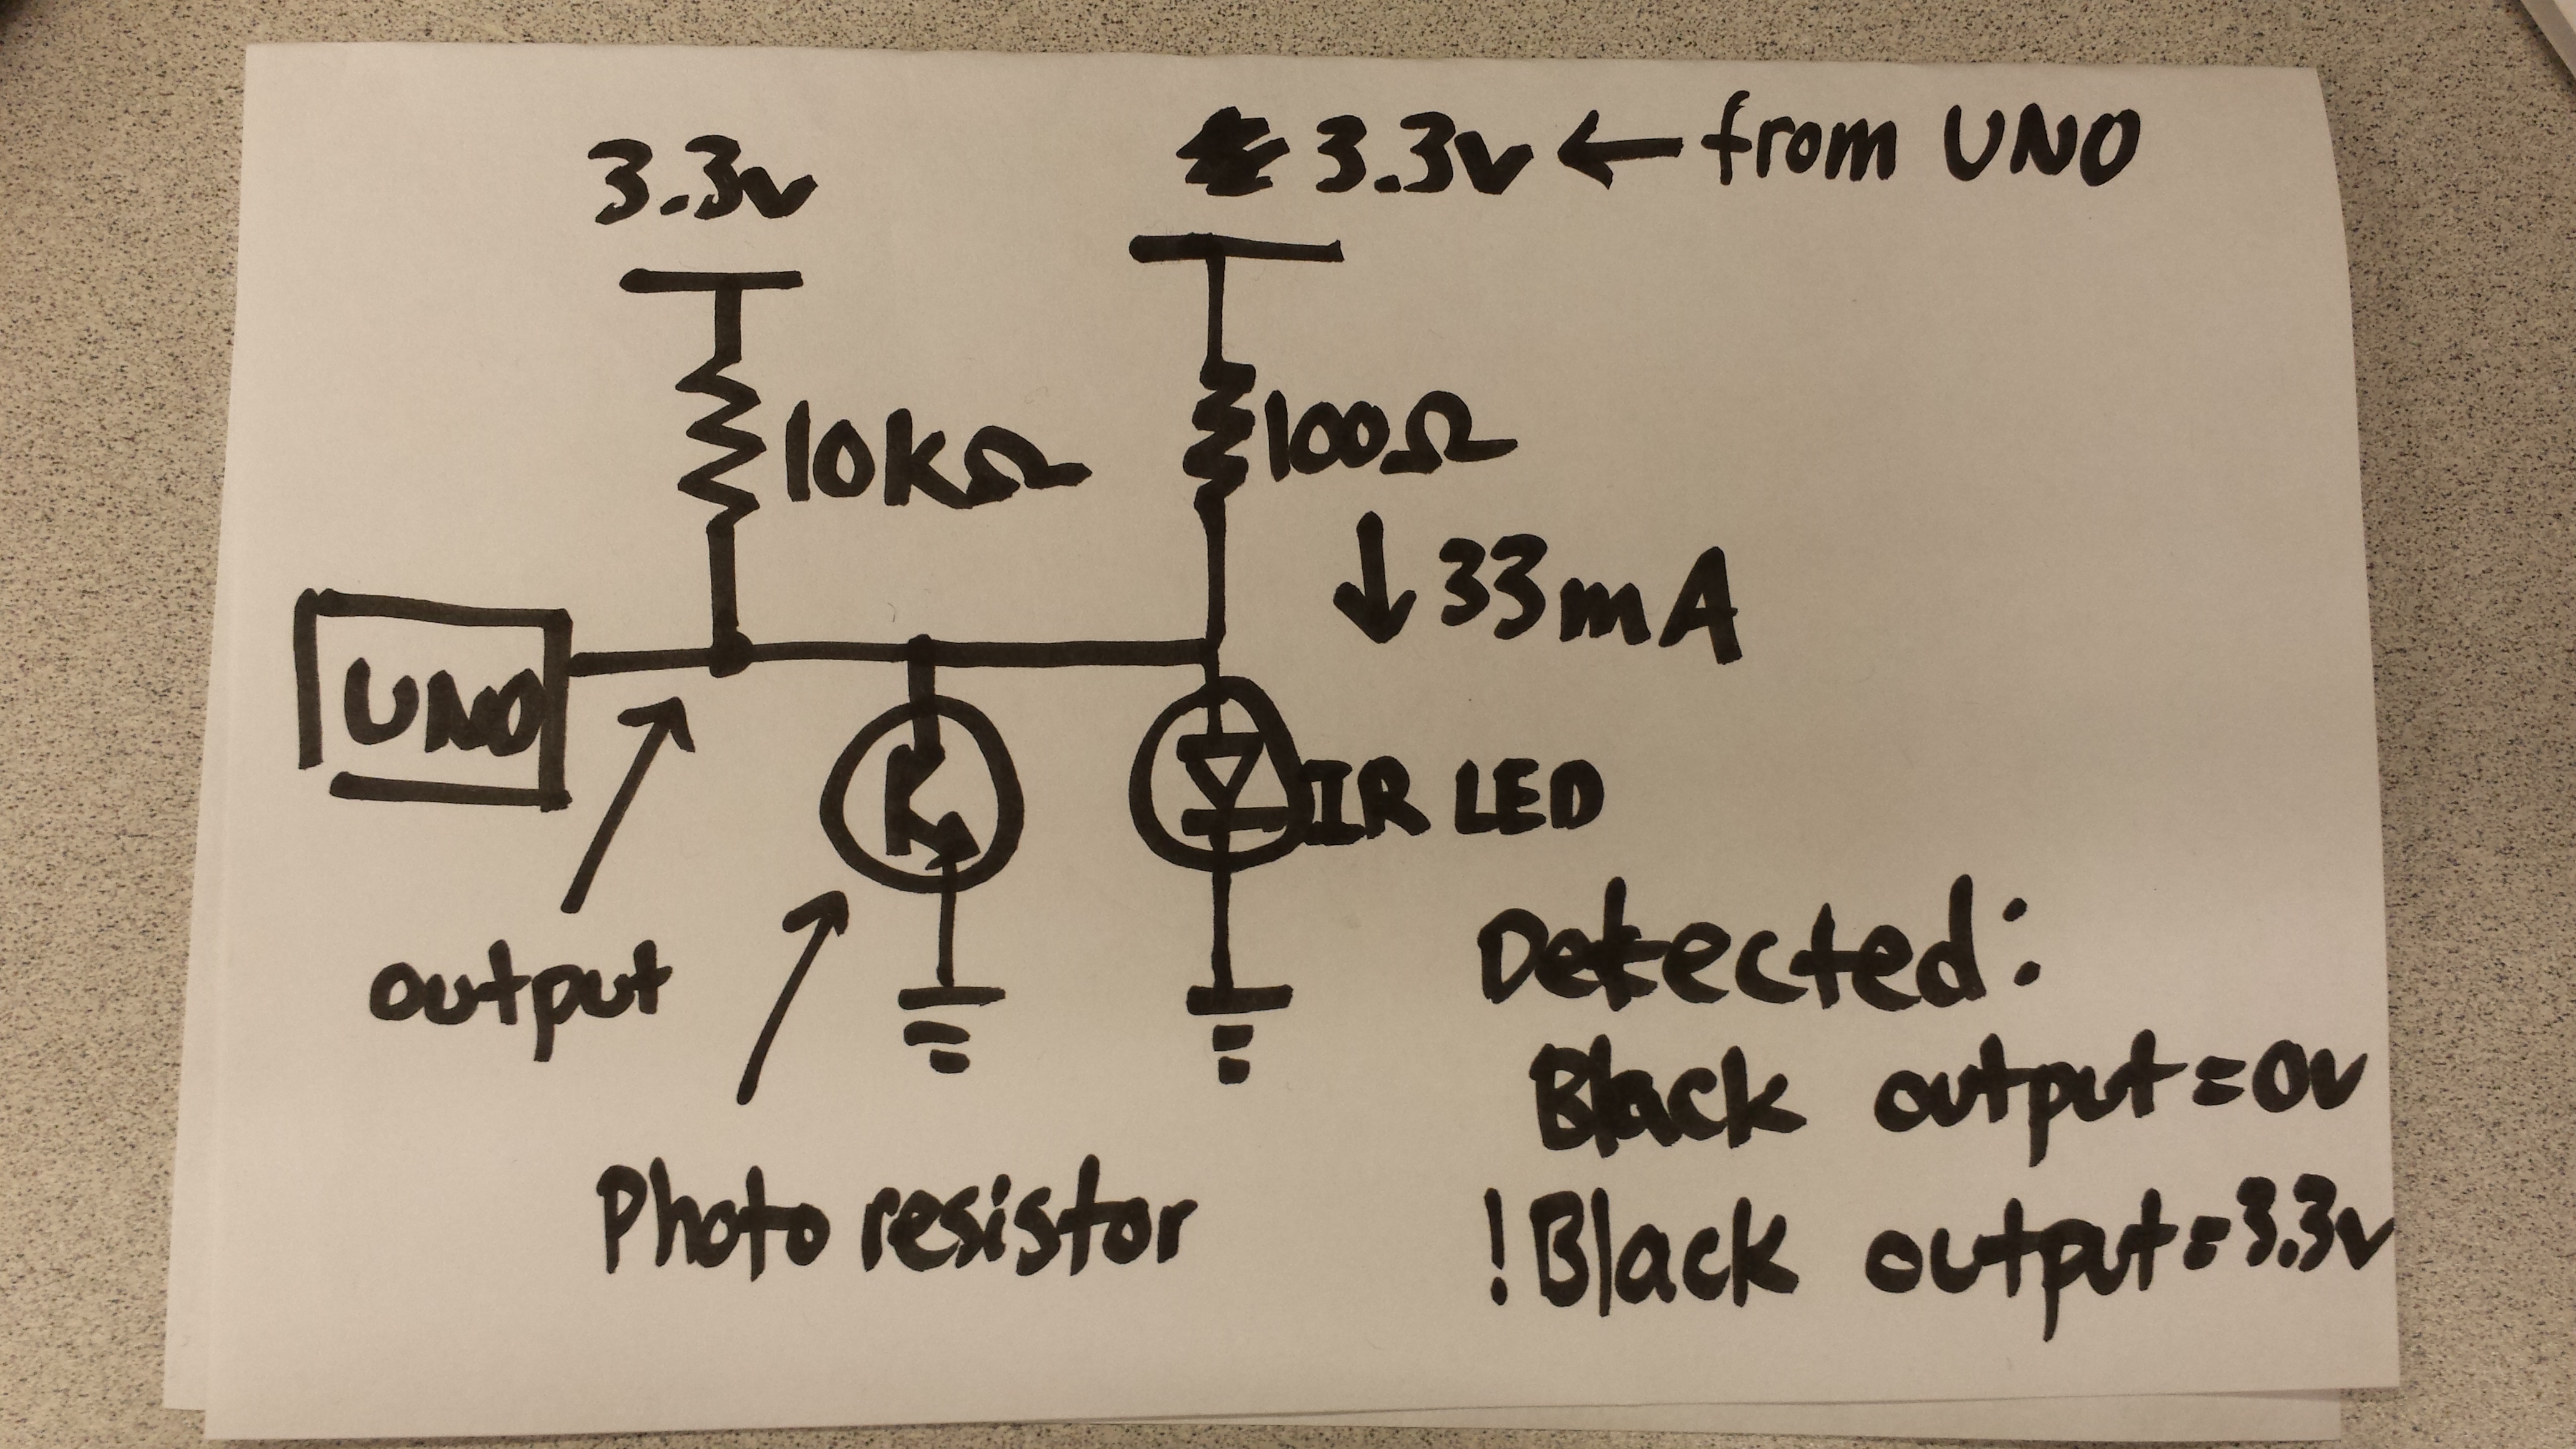 3.3v
3.3v ← from UNO
10kΩ
100Ω
↓ 33mA
UNO
IR LED
output
Photo resistor
Detected:
Black output=0v
!Black output=3.3v